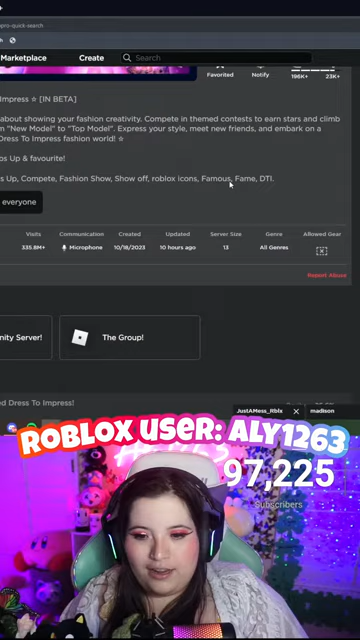 pro-quick-search
Marketplace
Create
Search
Favorited
Notify
196K+
23K+
Impress ☆ [IN BETA]
about showing your fashion creativity. Compete in themed contests to earn stars and climb
m "New Model" to "Top Model". Express your style, meet new friends, and embark on a
Dress To Impress fashion world! ☆
ps Up & favourite!
s Up, Compete, Fashion Show, Show off, roblox icons, Famous, Fame, DTI.
everyone
Visits
Communication
Created
Updated
Server Size
Genre
Allowed Gear
335.8M+
Microphone
10/18/2023
10 hours ago
13
All Genres
Report Abuse
nity Server!
The Group!
ed Dress To Impress!
JustAMess_Rblx
madison
ROBLOX USER: ALY1263
97,225
Subscribers